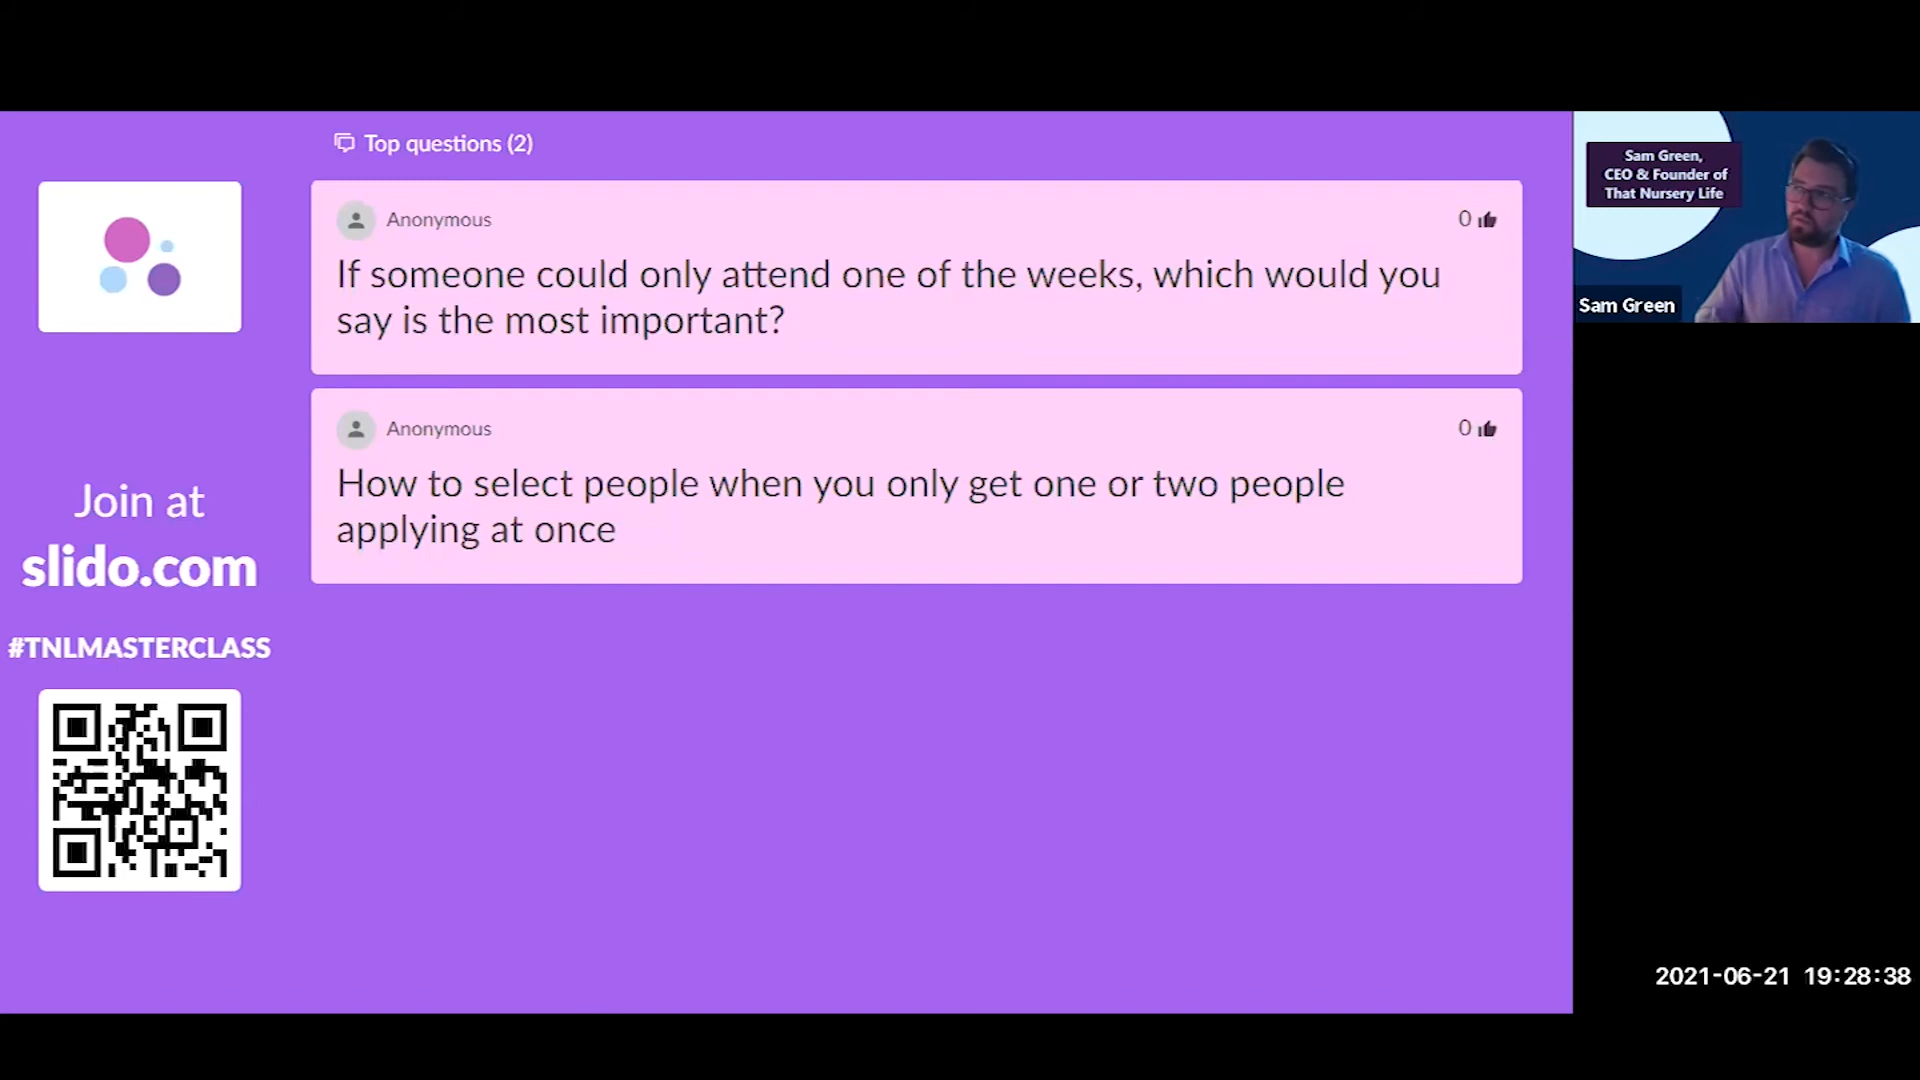 Top questions (2)
Anonymous
0
If someone could only attend one of the weeks, which would you
say is the most important?
Anonymous
0
How to select people when you only get one or two people
applying at once
Join at
slido.com
#TNLMASTERCLASS
Sam Green,
CEO & Founder of
That Nursery Life
Sam Green
2021-06-21 19:28:38